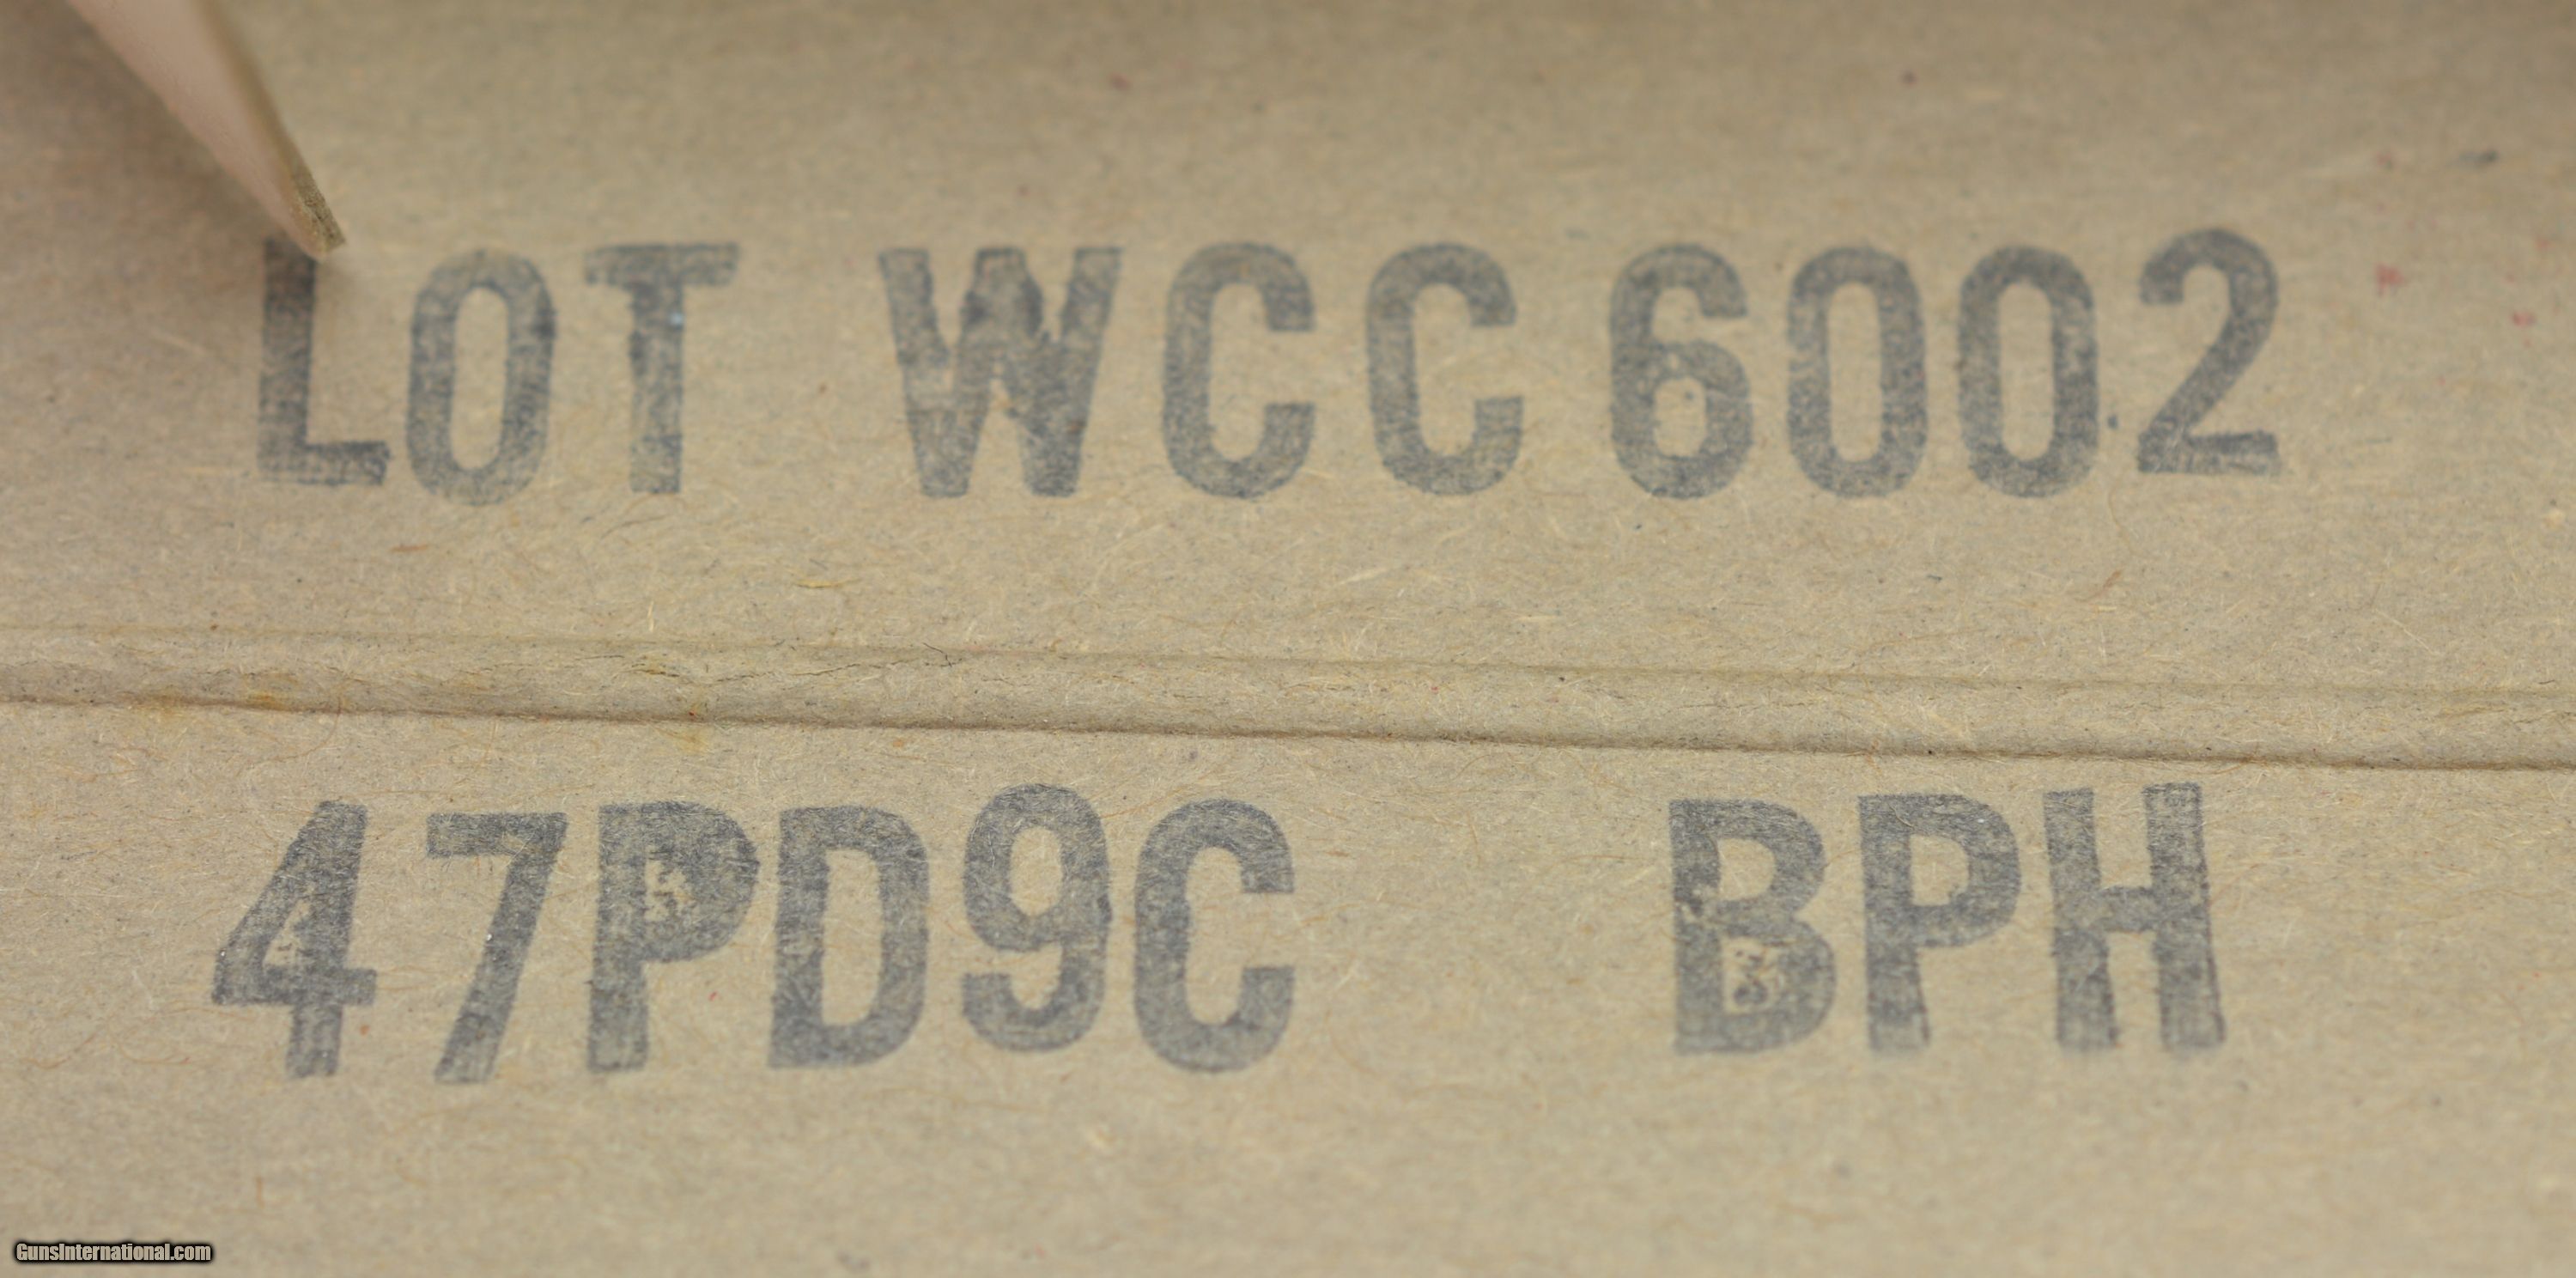 LOT WCC 6002
47PD9C BPH
GunsInternational.com